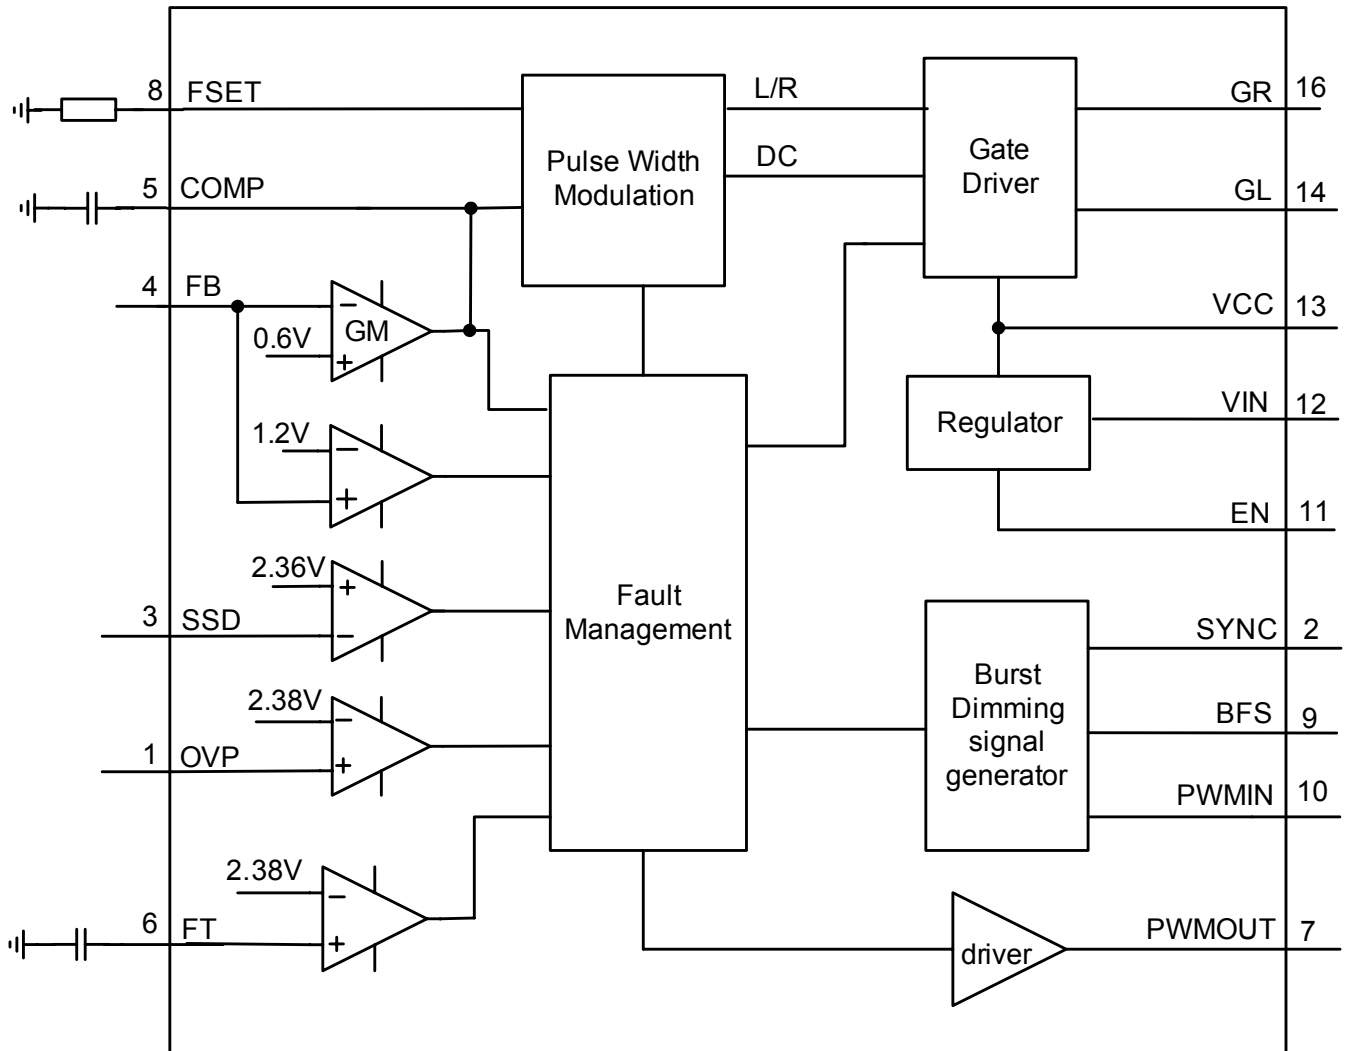 8 FSET
L/R
GR 16
Pulse Width
Modulation
DC
Gate
Driver
5 COMP
GL 14
4 FB
−
GM
0.6V
+
VCC 13
1.2V
−
+
Regulator
VIN 12
EN 11
2.36V
+
3 SSD
−
Fault
Management
SYNC 2
Burst
Dimming
signal
generator
2.38V
−
BFS 9
1 OVP
+
PWMIN 10
2.38V
−
6 FT
+
driver
PWMOUT 7